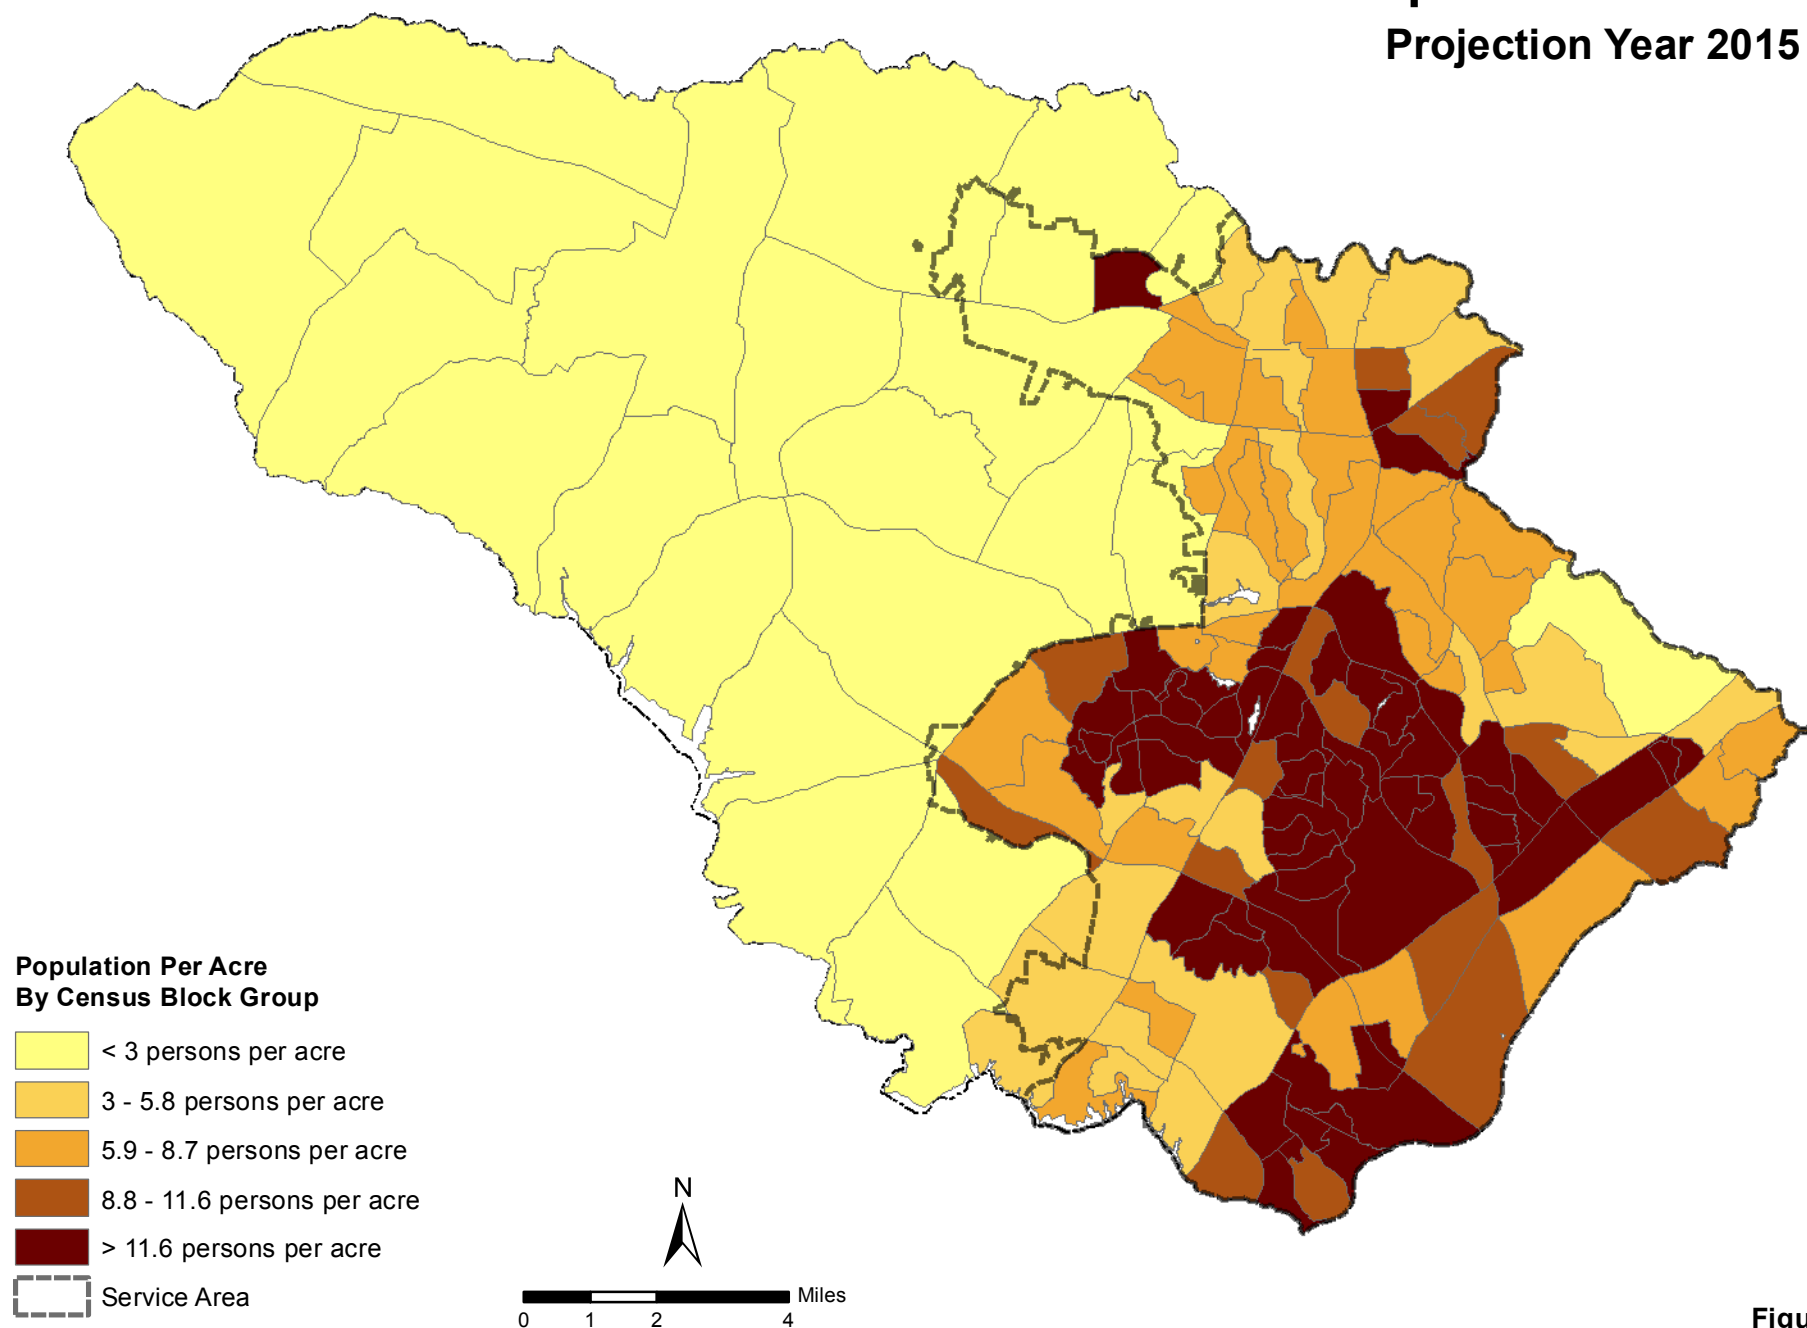 Projection Year 2015
Population Per Acre
By Census Block Group
< 3 persons per acre
3 - 5.8 persons per acre
5.9 - 8.7 persons per acre
8.8 - 11.6 persons per acre
> 11.6 persons per acre
Service Area
N
Miles
0 1 2 4